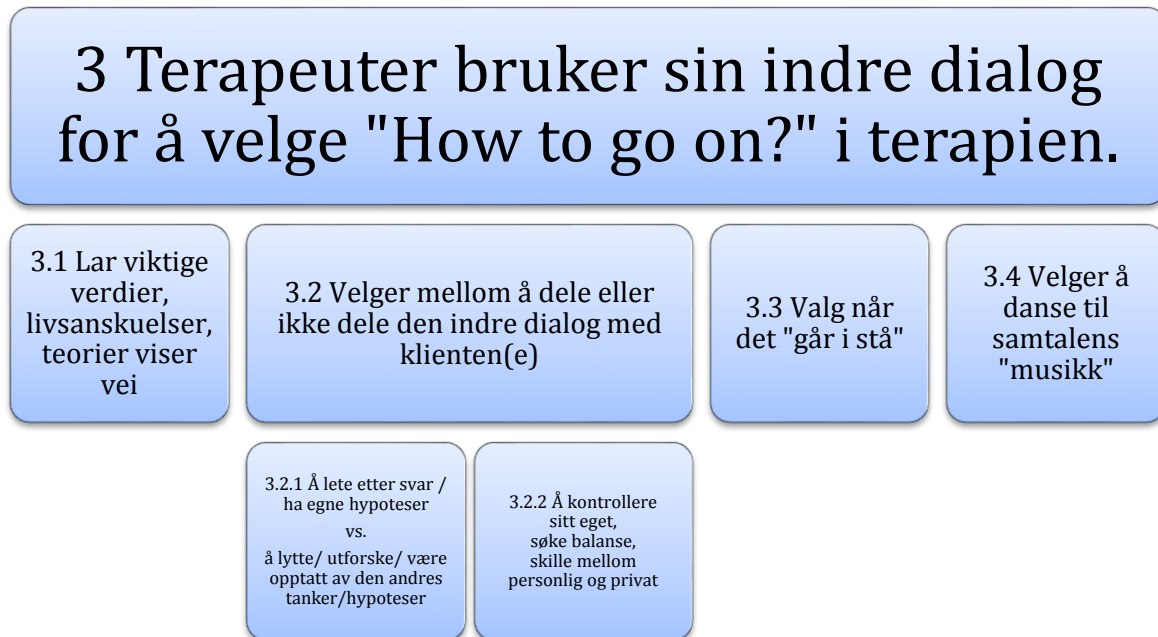 3 Terapeuter bruker sin indre dialog
for å velge "How to go on?" i terapien.
3.1 Lar viktige
verdier,
livsanskuelser,
teorier viser
vei
3.2 Velger mellom å dele eller
ikke dele den indre dialog med
klienten(e)
3.3 Valg når
det "går i stå"
3.4 Velger å
danse til
samtalens
"musikk"
3.2.1 Å lete etter svar /
ha egne hypoteser
vs.
å lytte/ utforske/ være
opptatt av den andres
tanker/hypoteser
3.2.2 Å kontrollere
sitt eget,
søke balanse,
skille mellom
personlig og privat